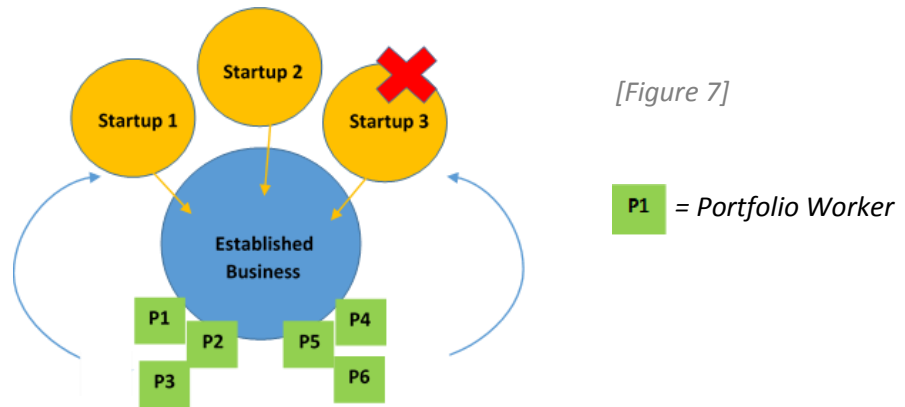 Startup 1
Startup 2
Startup 3
[Figure 7]
P1 = Portfolio Worker
Established
Business
P1
P2
P3
P4
P5
P6